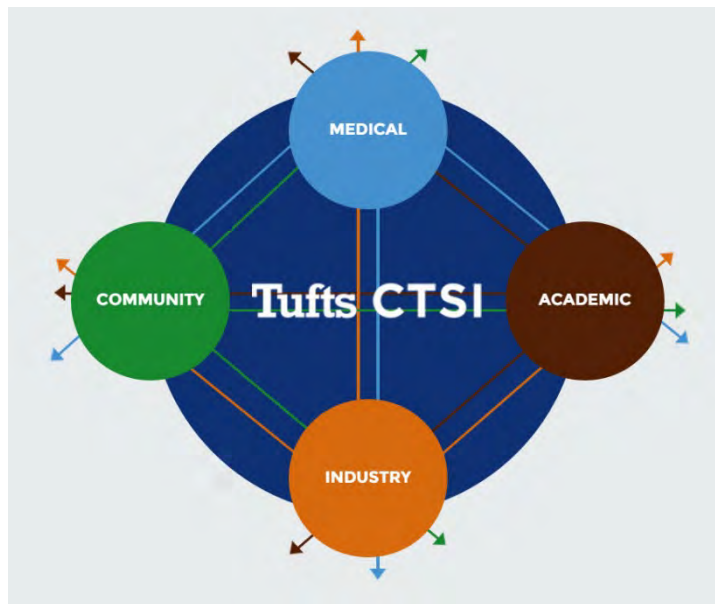 MEDICAL
COMMUNITY
Tufts CTSI
ACADEMIC
INDUSTRY